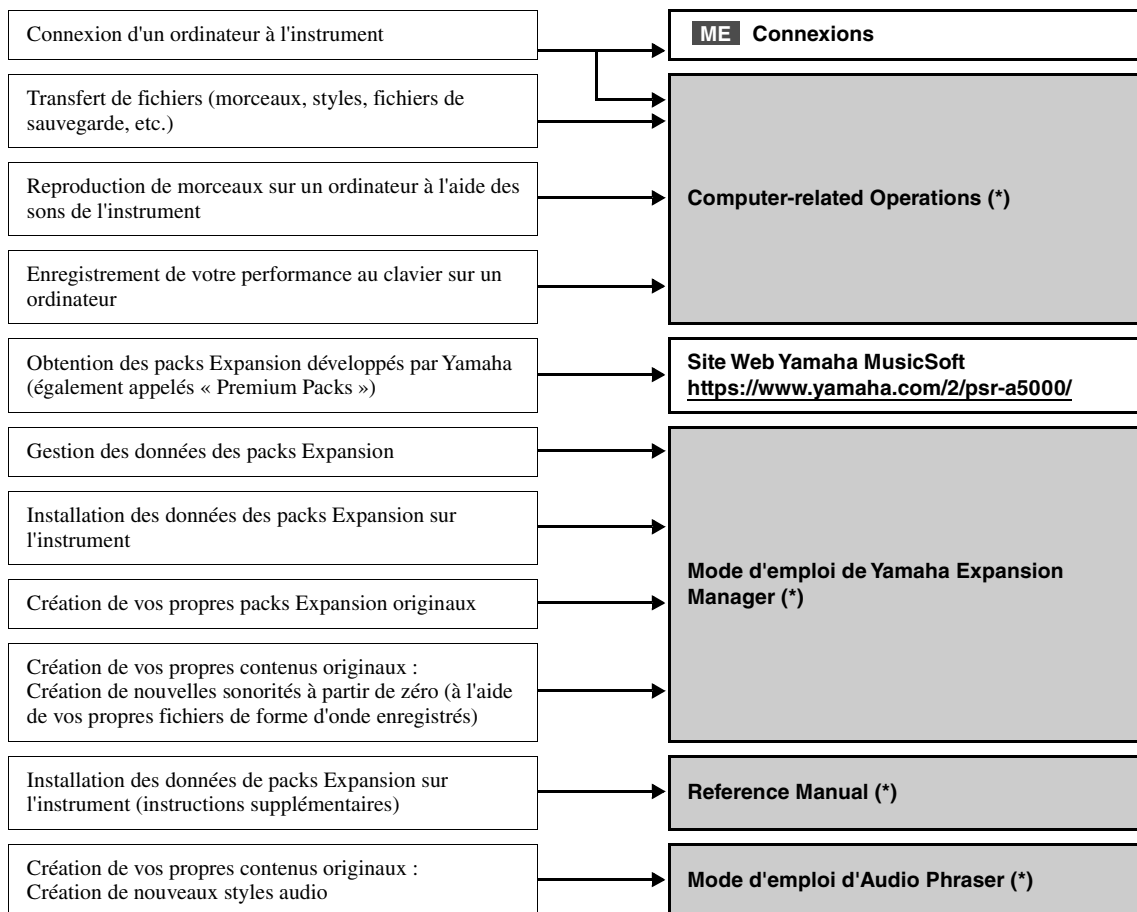 Connexion d'un ordinateur à l'instrument
ME Connexions
Transfert de fichiers (morceaux, styles, fichiers de
sauvegarde, etc.)
Reproduction de morceaux sur un ordinateur à l'aide des
sons de l'instrument
Enregistrement de votre performance au clavier sur un
ordinateur
Computer-related Operations (*)
Obtention des packs Expansion développés par Yamaha
(également appelés « Premium Packs »)
Site Web Yamaha MusicSoft
https://www.yamaha.com/2/psr-a5000/
Gestion des données des packs Expansion
Installation des données des packs Expansion sur
l'instrument
Création de vos propres packs Expansion originaux
Création de vos propres contenus originaux :
Création de nouvelles sonorités à partir de zéro (à l'aide
de vos propres fichiers de forme d'onde enregistrés)
Mode d'emploi de Yamaha Expansion
Manager (*)
Installation des données de packs Expansion sur
l'instrument (instructions supplémentaires)
Reference Manual (*)
Création de vos propres contenus originaux :
Création de nouveaux styles audio
Mode d'emploi d'Audio Phraser (*)